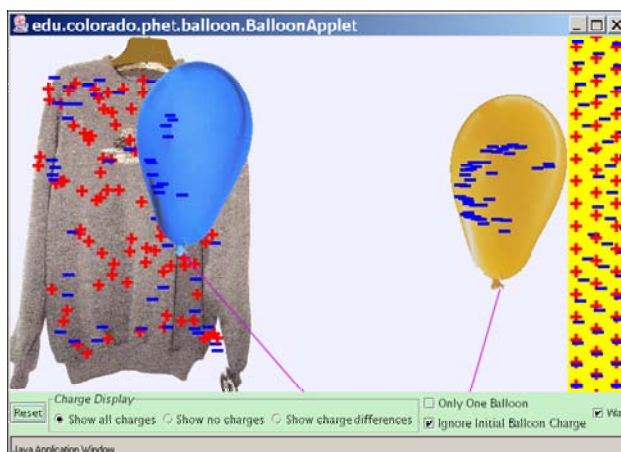 edu.colorado.phet.balloon.BalloonApplet
Charge Display
Reset
Show all charges
Show no charges
Show charge differences
Only One Balloon
Ignore Initial Balloon Charge
Wa
Java Application Window